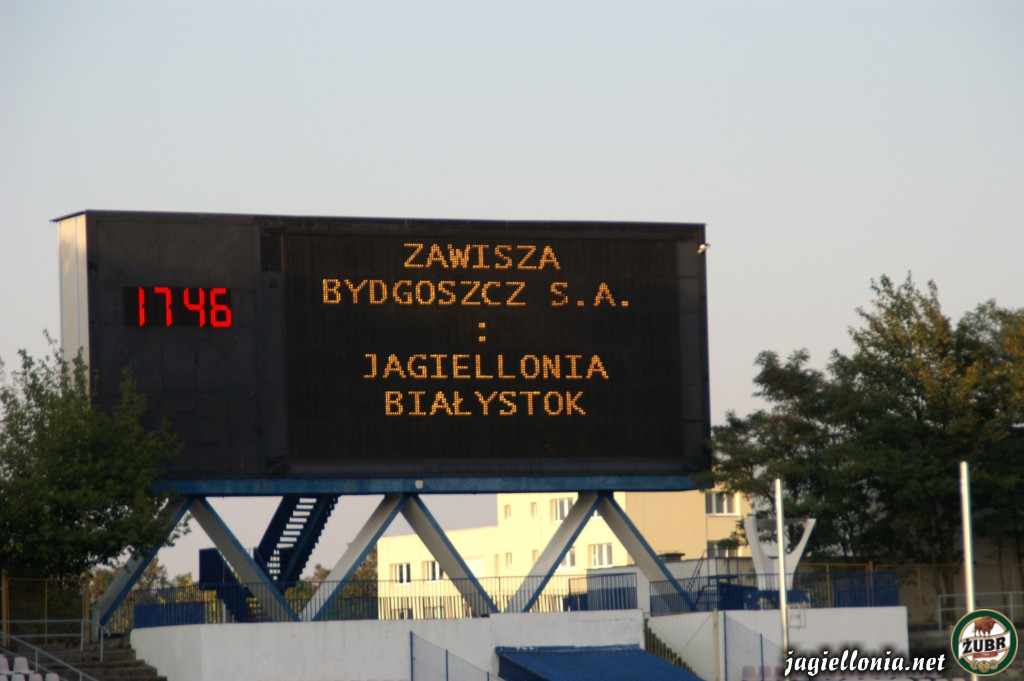 ZAWISZA
BYDGOSZCZ S.A.
1746
:
JAGIELLONIA
BIAŁYSTOK
jagiellonia.net
ŻUBR